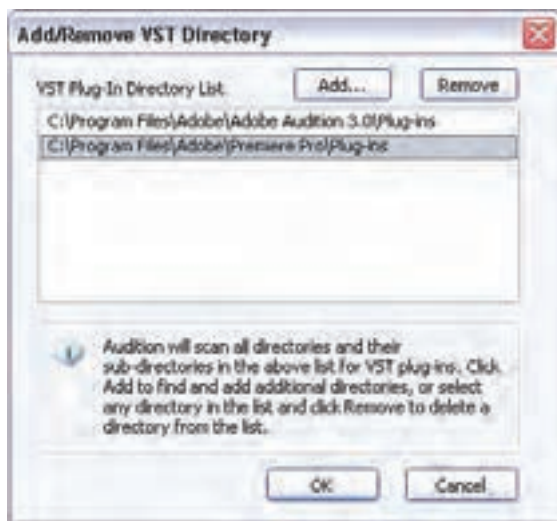 Add/Remove VST Directory
VST Plug-In Directory List Add... Remove
C:\Program Files\Adobe\Adobe Audition 3.0\Plug-ins
C:\Program Files\Adobe\Premiere Pro\Plug-ins
Audition will scan all directories and their
sub-directories in the above list for VST plug-ins. Click
Add to find and add additional directories, or select
any directory in the list and click Remove to delete a
directory from the list.
OK Cancel